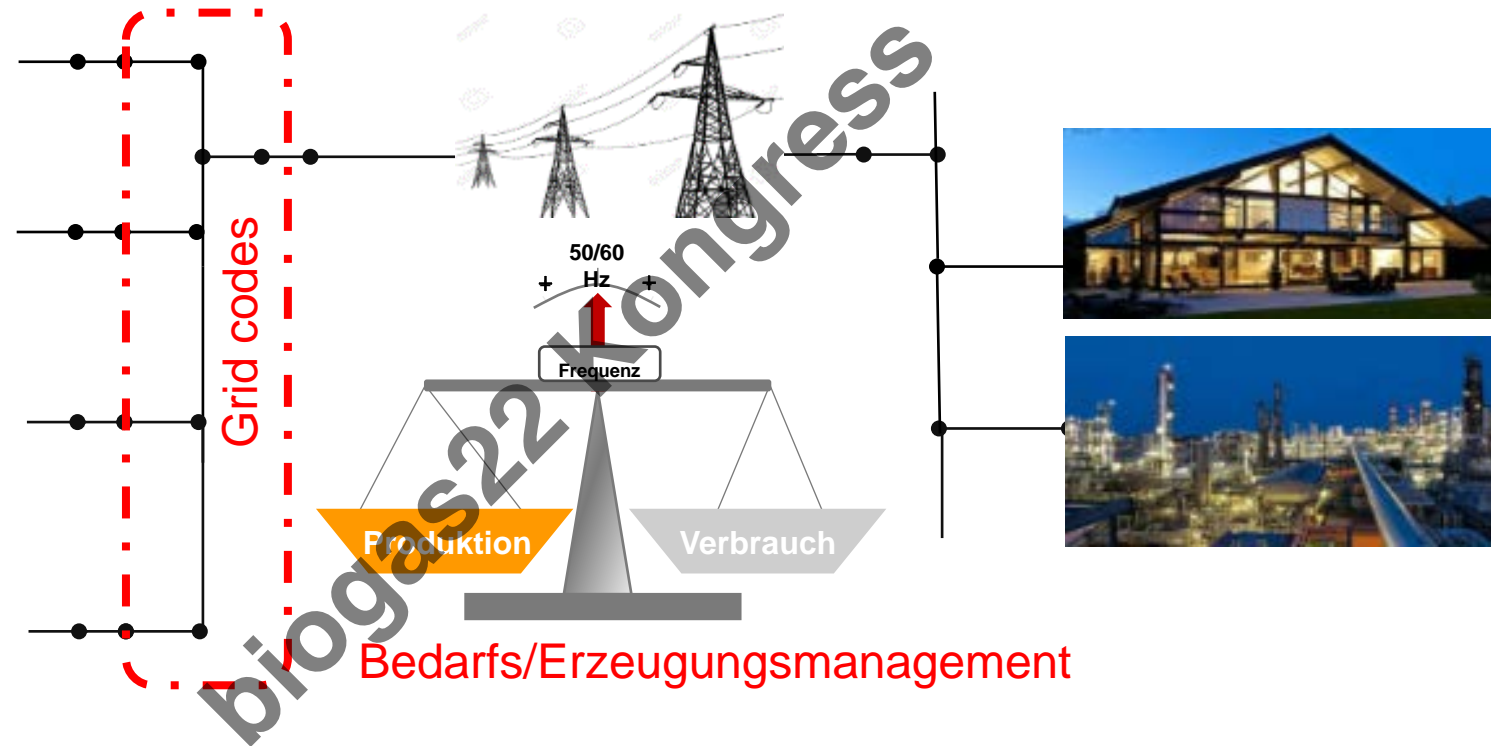 Grid codes
50/60
Hz
+ +
Frequenz
Produktion
Verbrauch
Bedarfs/Erzeugungsmanagement
biogas22 Kongress